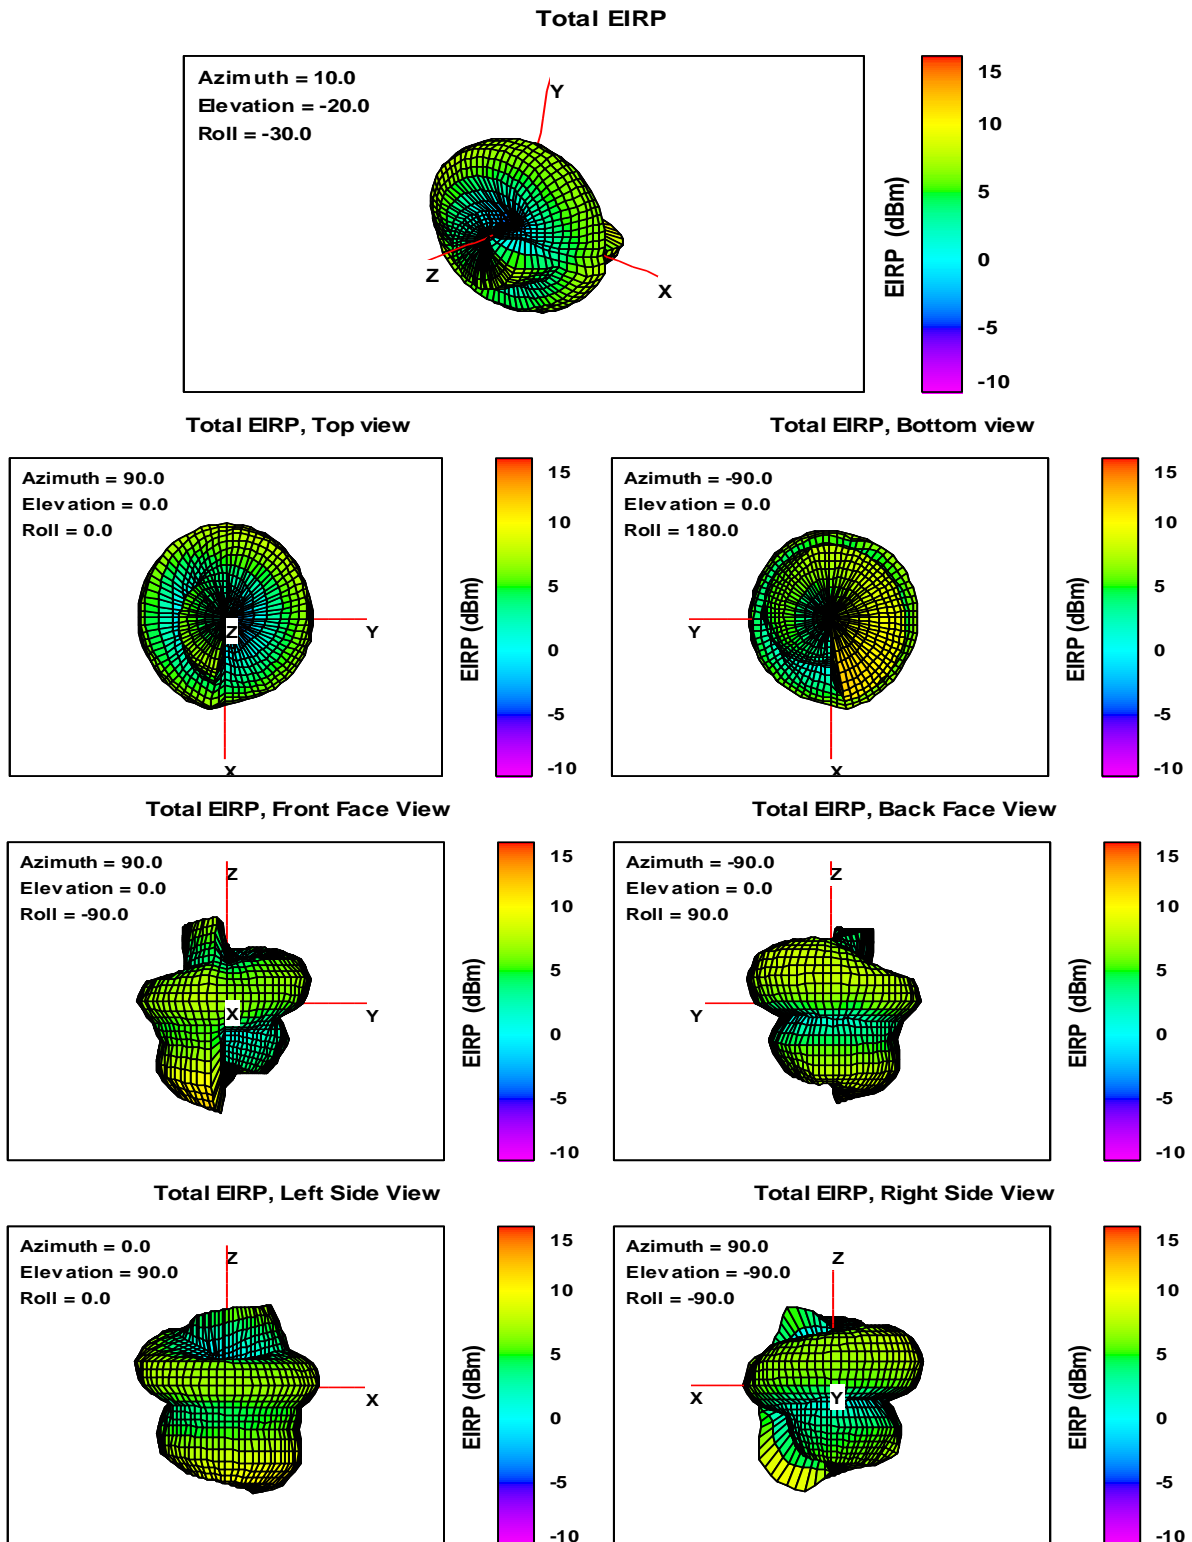 Total EIRP
Azimuth = 10.0
Elevation = -20.0
Roll = -30.0
Y
Z
X
EIRP (dBm)
15
10
5
0
-5
-10
Total EIRP, Top view
Azimuth = 90.0
Elevation = 0.0
Roll = 0.0
Z
Y
X
EIRP (dBm)
15
10
5
0
-5
-10
Total EIRP, Bottom view
Azimuth = -90.0
Elevation = 0.0
Roll = 180.0
Y
X
EIRP (dBm)
15
10
5
0
-5
-10
Total EIRP, Front Face View
Azimuth = 90.0
Elevation = 0.0
Roll = -90.0
Z
X
Y
EIRP (dBm)
15
10
5
0
-5
-10
Total EIRP, Back Face View
Azimuth = -90.0
Elevation = 0.0
Roll = 90.0
Z
Y
EIRP (dBm)
15
10
5
0
-5
-10
Total EIRP, Left Side View
Azimuth = 0.0
Elevation = 90.0
Roll = 0.0
Z
X
EIRP (dBm)
15
10
5
0
-5
-10
Total EIRP, Right Side View
Azimuth = 90.0
Elevation = -90.0
Roll = -90.0
Z
X
Y
EIRP (dBm)
15
10
5
0
-5
-10